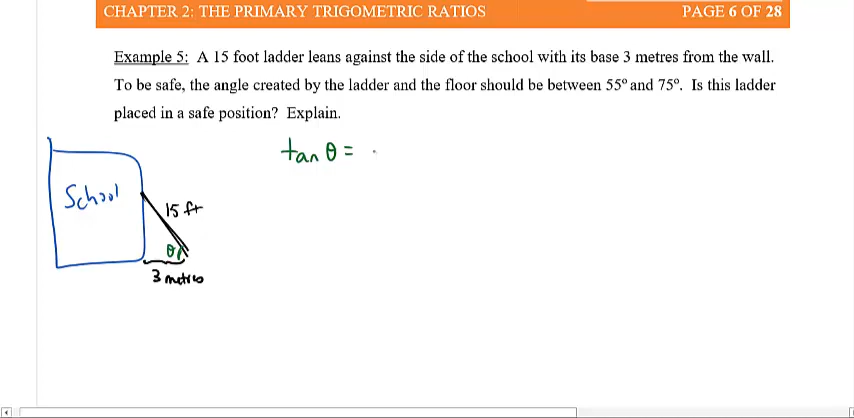 CHAPTER 2: THE PRIMARY TRIGOMETRIC RATIOS PAGE 6 OF 28
Example 5: A 15 foot ladder leans against the side of the school with its base 3 metres from the wall.
To be safe, the angle created by the ladder and the floor should be between 55° and 75°. Is this ladder
placed in a safe position? Explain.
tan θ =
School
15 ft
θ
3 metres